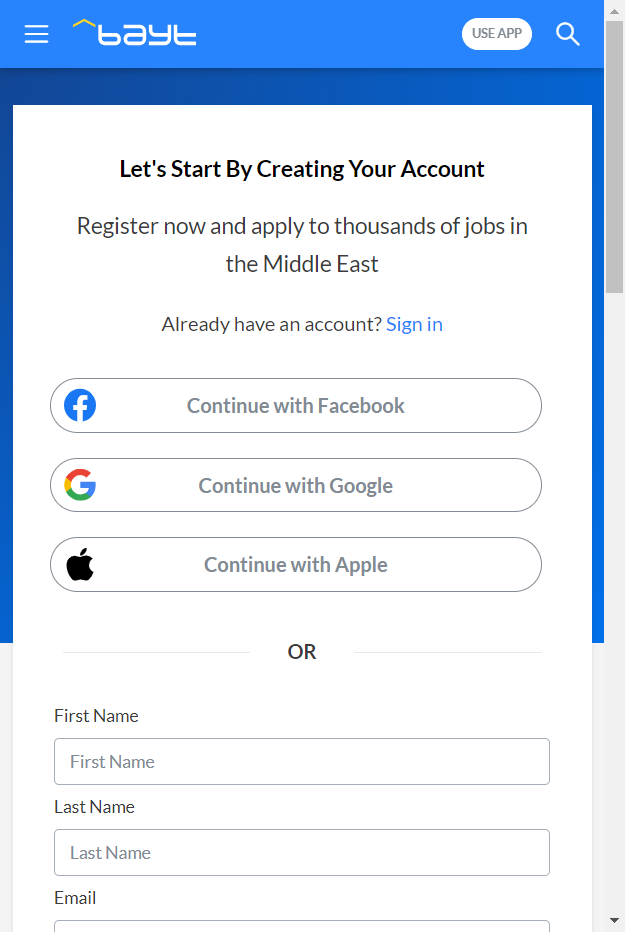 bayt
USE APP
Let's Start By Creating Your Account
Register now and apply to thousands of jobs in
the Middle East
Already have an account? Sign in
Continue with Facebook
Continue with Google
Continue with Apple
OR
First Name
First Name
Last Name
Last Name
Email